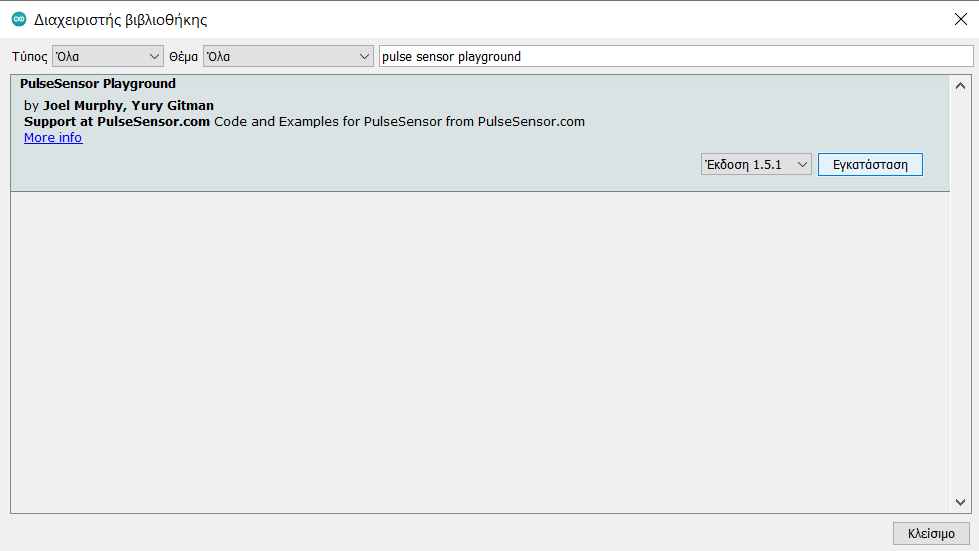 Διαχειριστής βιβλιοθήκης
Τύπος Όλα Θέμα Όλα pulse sensor playground
PulseSensor Playground
by Joel Murphy, Yury Gitman
Support at PulseSensor.com Code and Examples for PulseSensor from PulseSensor.com
More info
Έκδοση 1.5.1 Εγκατάσταση
Κλείσιμο